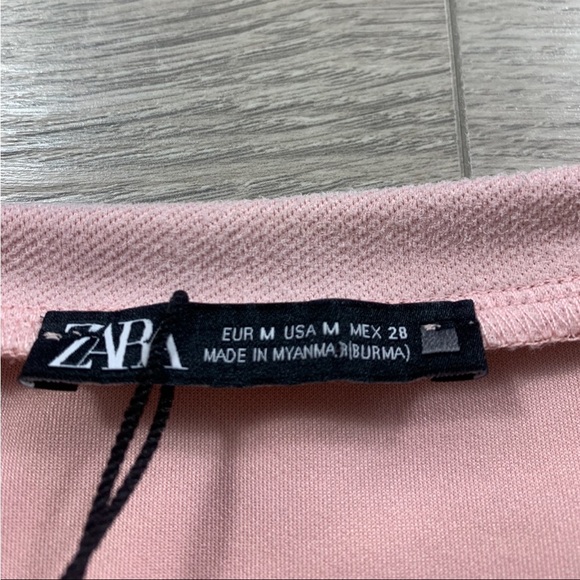 ZARA
EUR M USA M MEX 28
MADE IN MYANMAR(BURMA)